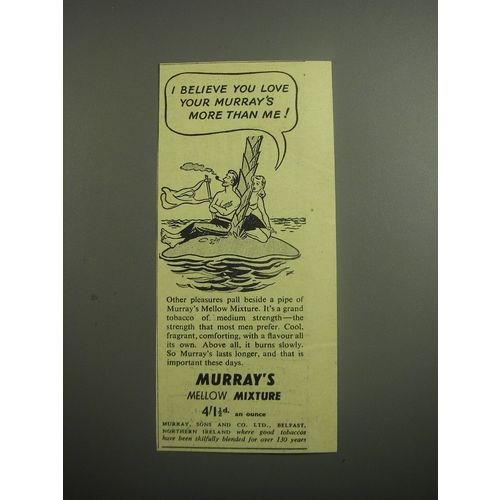 I BELIEVE YOU LOVE
YOUR MURRAY'S
MORE THAN ME!
Other pleasures pall beside a pipe of
Murray's Mellow Mixture. It's a grand
tobacco of medium strength—the
strength that most men prefer. Cool,
fragrant, comforting, with a flavour all
its own. Above all, it burns slowly.
So Murray's lasts longer, and that is
important these days.
MURRAY'S
MELLOW MIXTURE
4/1½d. an ounce
MURRAY, SONS AND CO. LTD., BELFAST,
NORTHERN IRELAND where good tobaccos
have been skilfully blended for over 130 years